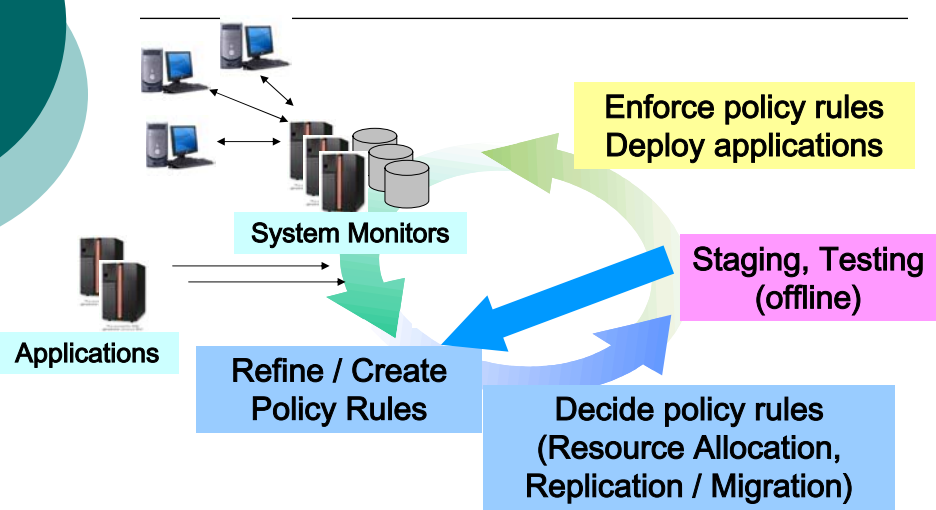 Enforce policy rules
Deploy applications
System Monitors
Staging, Testing
(offline)
Applications
Refine / Create
Policy Rules
Decide policy rules
(Resource Allocation,
Replication / Migration)